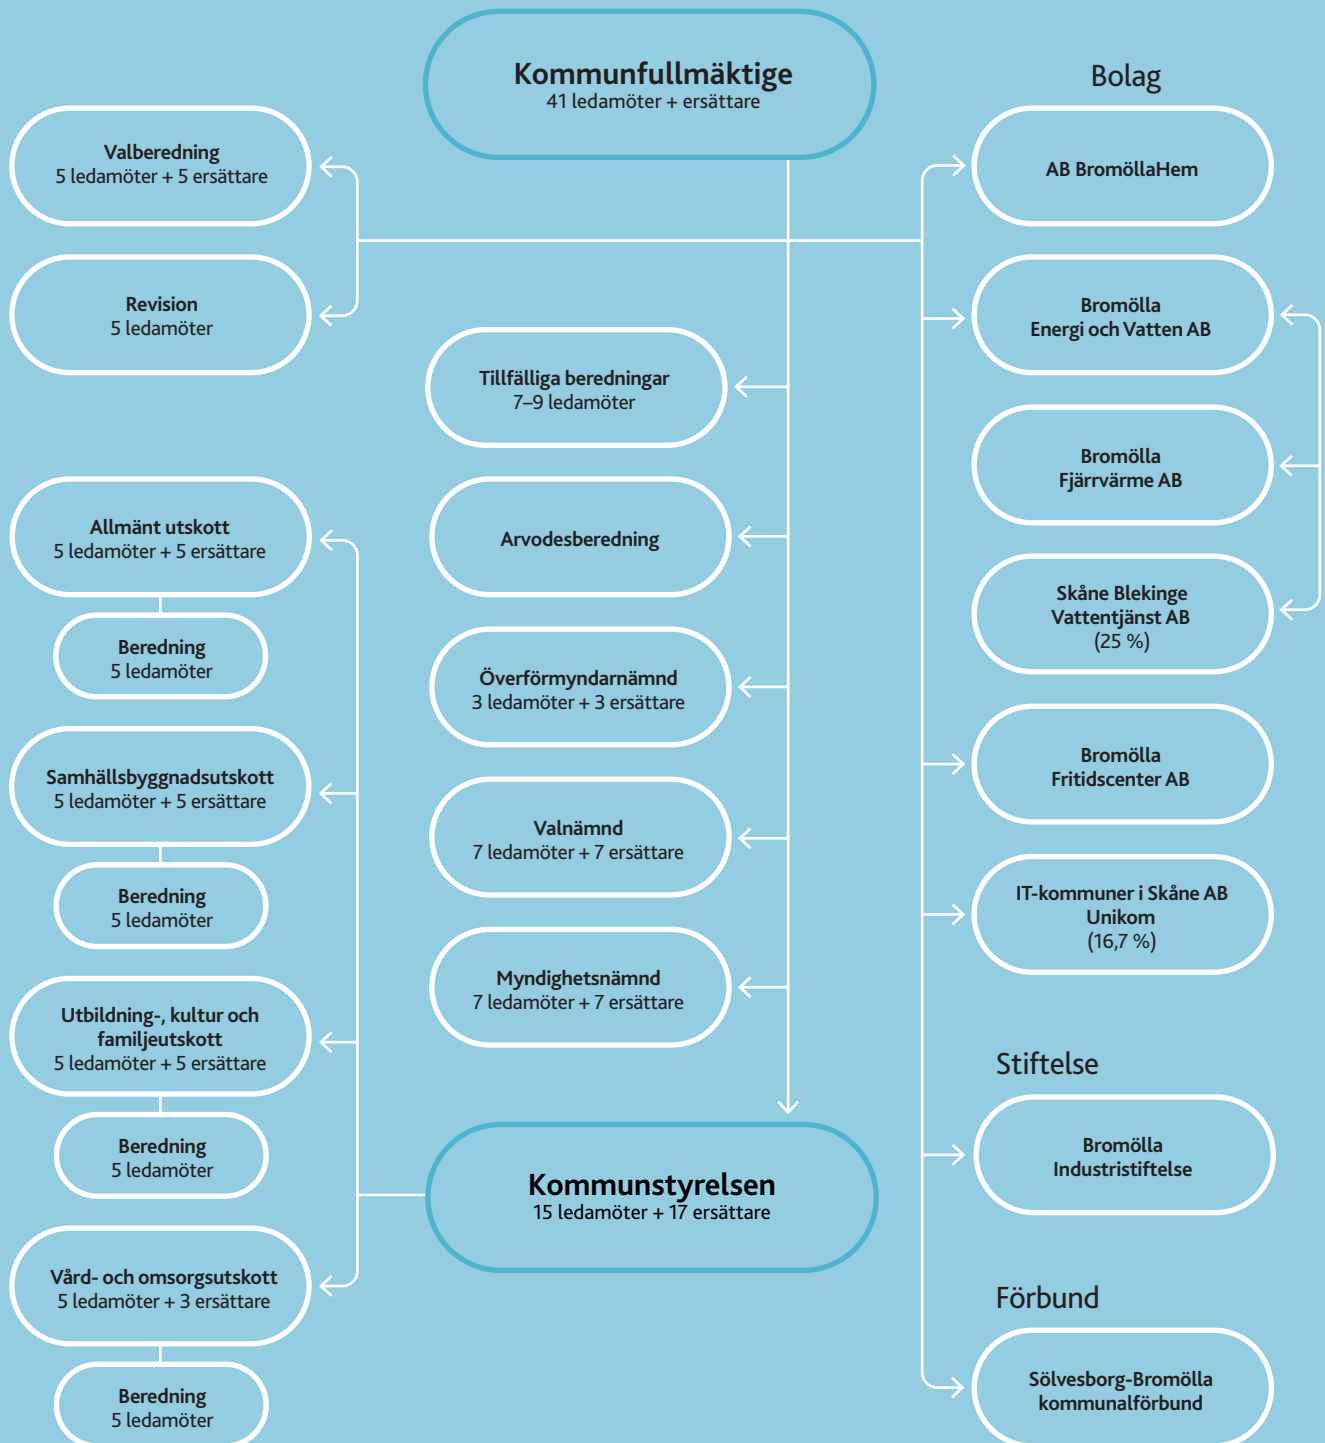 Kommunfullmäktige
41 ledamöter + ersättare
Valberedning
5 ledamöter + 5 ersättare
Revision
5 ledamöter
Tillfälliga beredningar
7–9 ledamöter
Arvodesberedning
Överförmyndarnämnd
3 ledamöter + 3 ersättare
Valnämnd
7 ledamöter + 7 ersättare
Myndighetsnämnd
7 ledamöter + 7 ersättare
Kommunstyrelsen
15 ledamöter + 17 ersättare
Allmänt utskott
5 ledamöter + 5 ersättare
Beredning
5 ledamöter
Samhällsbyggnadsutskott
5 ledamöter + 5 ersättare
Beredning
5 ledamöter
Utbildning-, kultur och
familjeutskott
5 ledamöter + 5 ersättare
Beredning
5 ledamöter
Vård- och omsorgsutskott
5 ledamöter + 3 ersättare
Beredning
5 ledamöter
Bolag
AB BromöllaHem
Bromölla
Energi och Vatten AB
Bromölla
Fjärrvärme AB
Skåne Blekinge
Vattentjänst AB
(25 %)
Bromölla
Fritidscenter AB
IT-kommuner i Skåne AB
Unikom
(16,7 %)
Stiftelse
Bromölla
Industristiftelse
Förbund
Sölvesborg-Bromölla
kommunalförbund